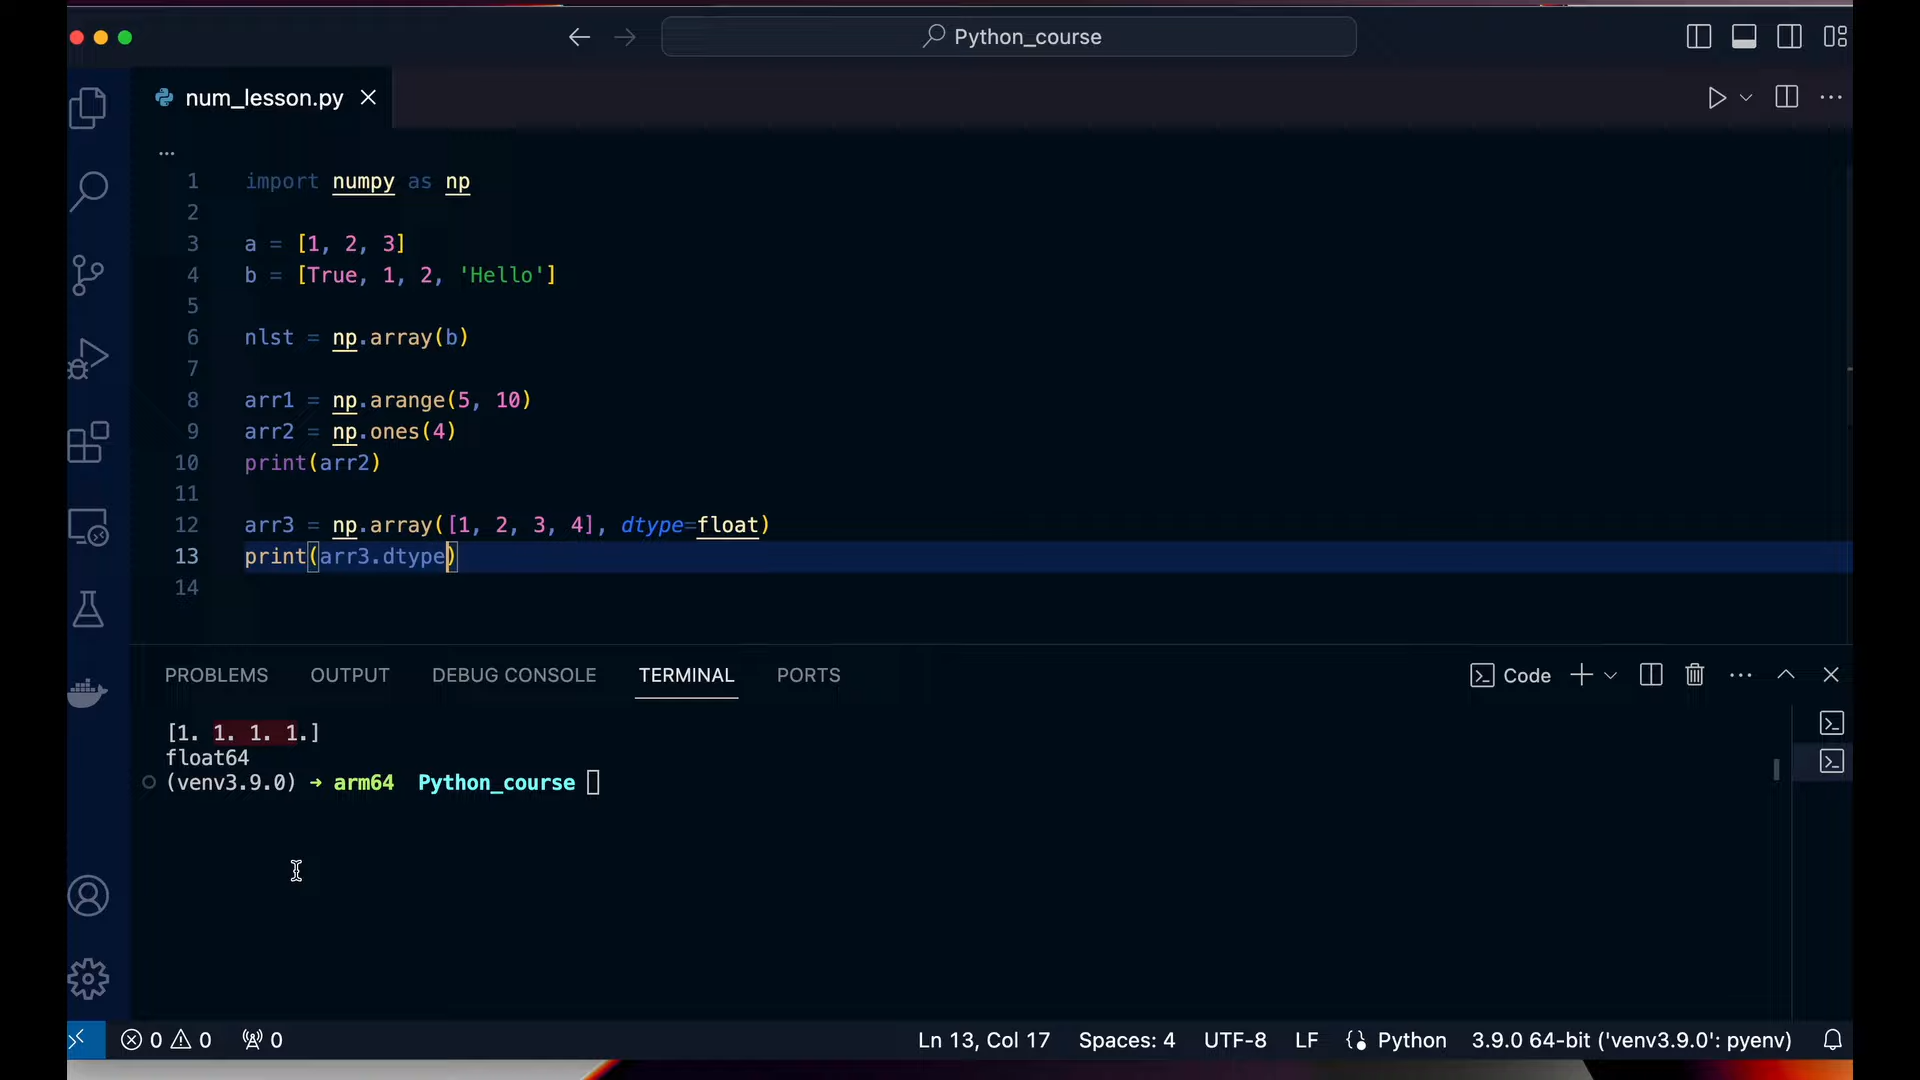 Python_course
num_lesson.py
...
1 import numpy as np
2
3 a = [1, 2, 3]
4 b = [True, 1, 2, 'Hello']
5
6 nlst = np.array(b)
7
8 arr1 = np.arange(5, 10)
9 arr2 = np.ones(4)
10 print(arr2)
11
12 arr3 = np.array([1, 2, 3, 4], dtype=float)
13 print(arr3.dtype)
14
PROBLEMS OUTPUT DEBUG CONSOLE TERMINAL PORTS Code
[1. 1. 1. 1.]
float64
(venv3.9.0) → arm64 Python_course
0 0 0 Ln 13, Col 17 Spaces: 4 UTF-8 LF Python 3.9.0 64-bit ('venv3.9.0': pyenv)